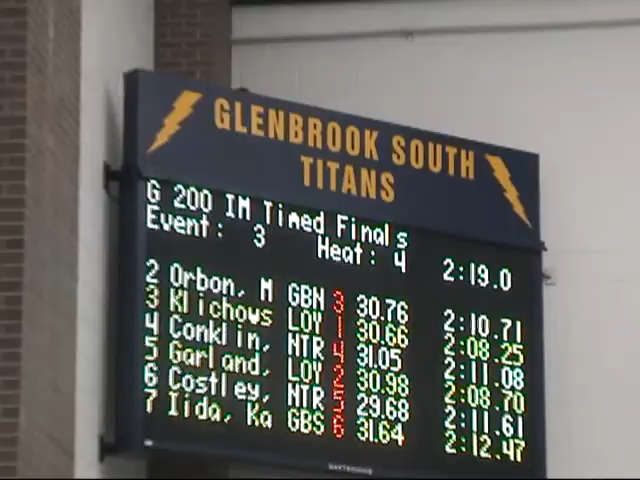 GLENBROOK SOUTH
TITANS
G 200 IM Timed Finals
Event: 3 Heat: 4 2:19.0
2 Orbon, M GBN 3 30.76 2:10.71
3 Klichows LOY 1 30.66 2:08.25
4 Conklin, NTR 4 31.05 2:11.08
5 Garland, LOY 2 30.98 2:08.70
6 Costley, NTR 5 29.68 2:11.61
7 Iida, Ka GBS 6 31.64 2:12.47